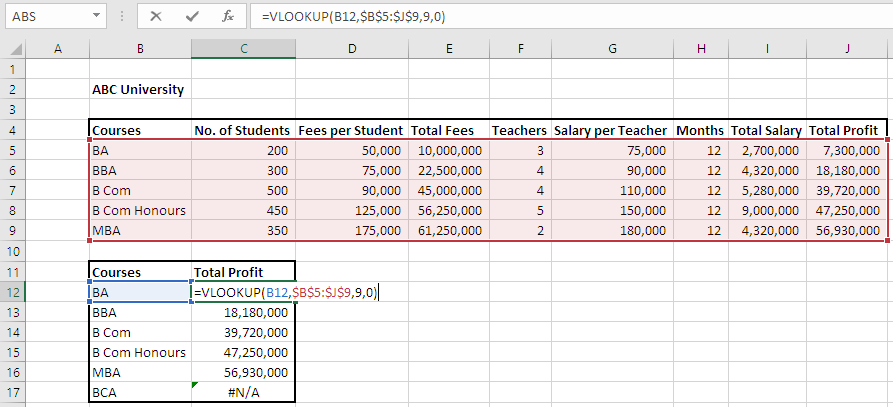 ABS =VLOOKUP(B12,$B$5:$J$9,9,0)
A B C D E F G H I J
1
2 ABC University
3
4 Courses No. of Students Fees per Student Total Fees Teachers Salary per Teacher Months Total Salary Total Profit
5 BA 200 50,000 10,000,000 3 75,000 12 2,700,000 7,300,000
6 BBA 300 75,000 22,500,000 4 90,000 12 4,320,000 18,180,000
7 B Com 500 90,000 45,000,000 4 110,000 12 5,280,000 39,720,000
8 B Com Honours 450 125,000 56,250,000 5 150,000 12 9,000,000 47,250,000
9 MBA 350 175,000 61,250,000 2 180,000 12 4,320,000 56,930,000
10
11 Courses Total Profit
12 BA =VLOOKUP(B12,$B$5:$J$9,9,0)
13 BBA 18,180,000
14 B Com 39,720,000
15 B Com Honours 47,250,000
16 MBA 56,930,000
17 BCA #N/A